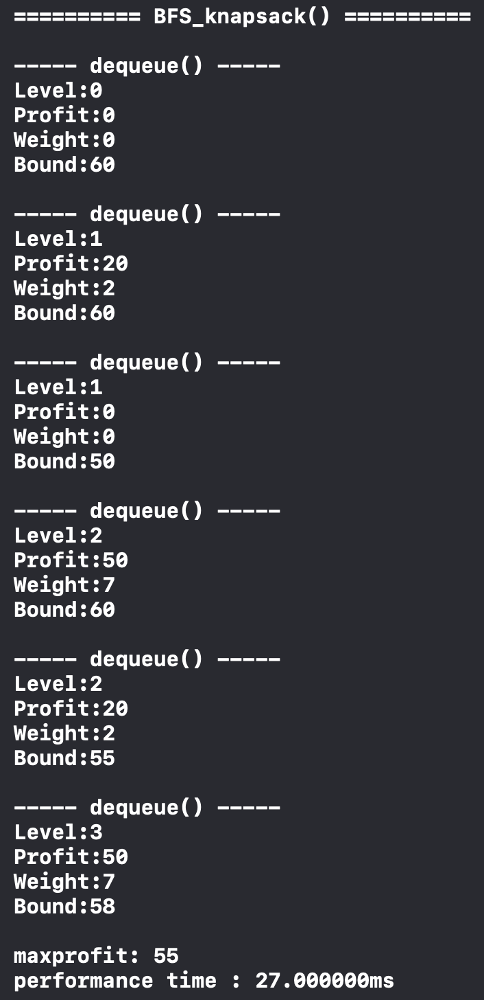 ========== BFS_knapsack() ==========
----- dequeue() -----
Level:0
Profit:0
Weight:0
Bound:60
----- dequeue() -----
Level:1
Profit:20
Weight:2
Bound:60
----- dequeue() -----
Level:1
Profit:0
Weight:0
Bound:50
----- dequeue() -----
Level:2
Profit:50
Weight:7
Bound:60
----- dequeue() -----
Level:2
Profit:20
Weight:2
Bound:55
----- dequeue() -----
Level:3
Profit:50
Weight:7
Bound:58
maxprofit: 55
performance time : 27.000000ms